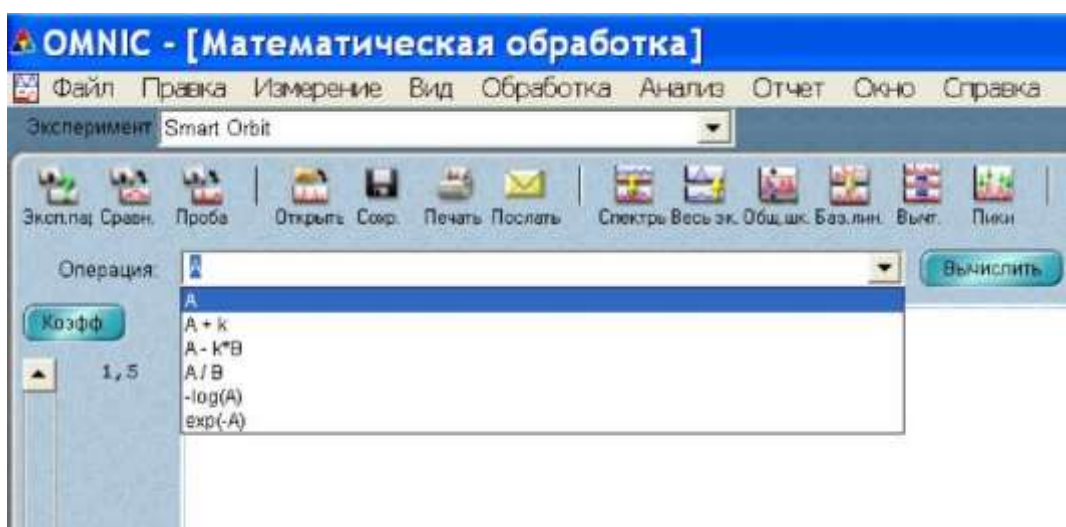 OMNIC - [Математическая обработка]
Файл Правка Измерение Вид Обработка Анализ Отчет Окно Справка
Эксперимент Smart Orbit
Эксп.пар Сравн. Проба Открыть Сохр. Печать Послать Спектры Весь эк. Общ.шк. Баз.лин. Вычт. Пики
Операция: A Вычислить
A
Коэфф A + k
A - k*B
1,5 A / B
-log(A)
exp(-A)